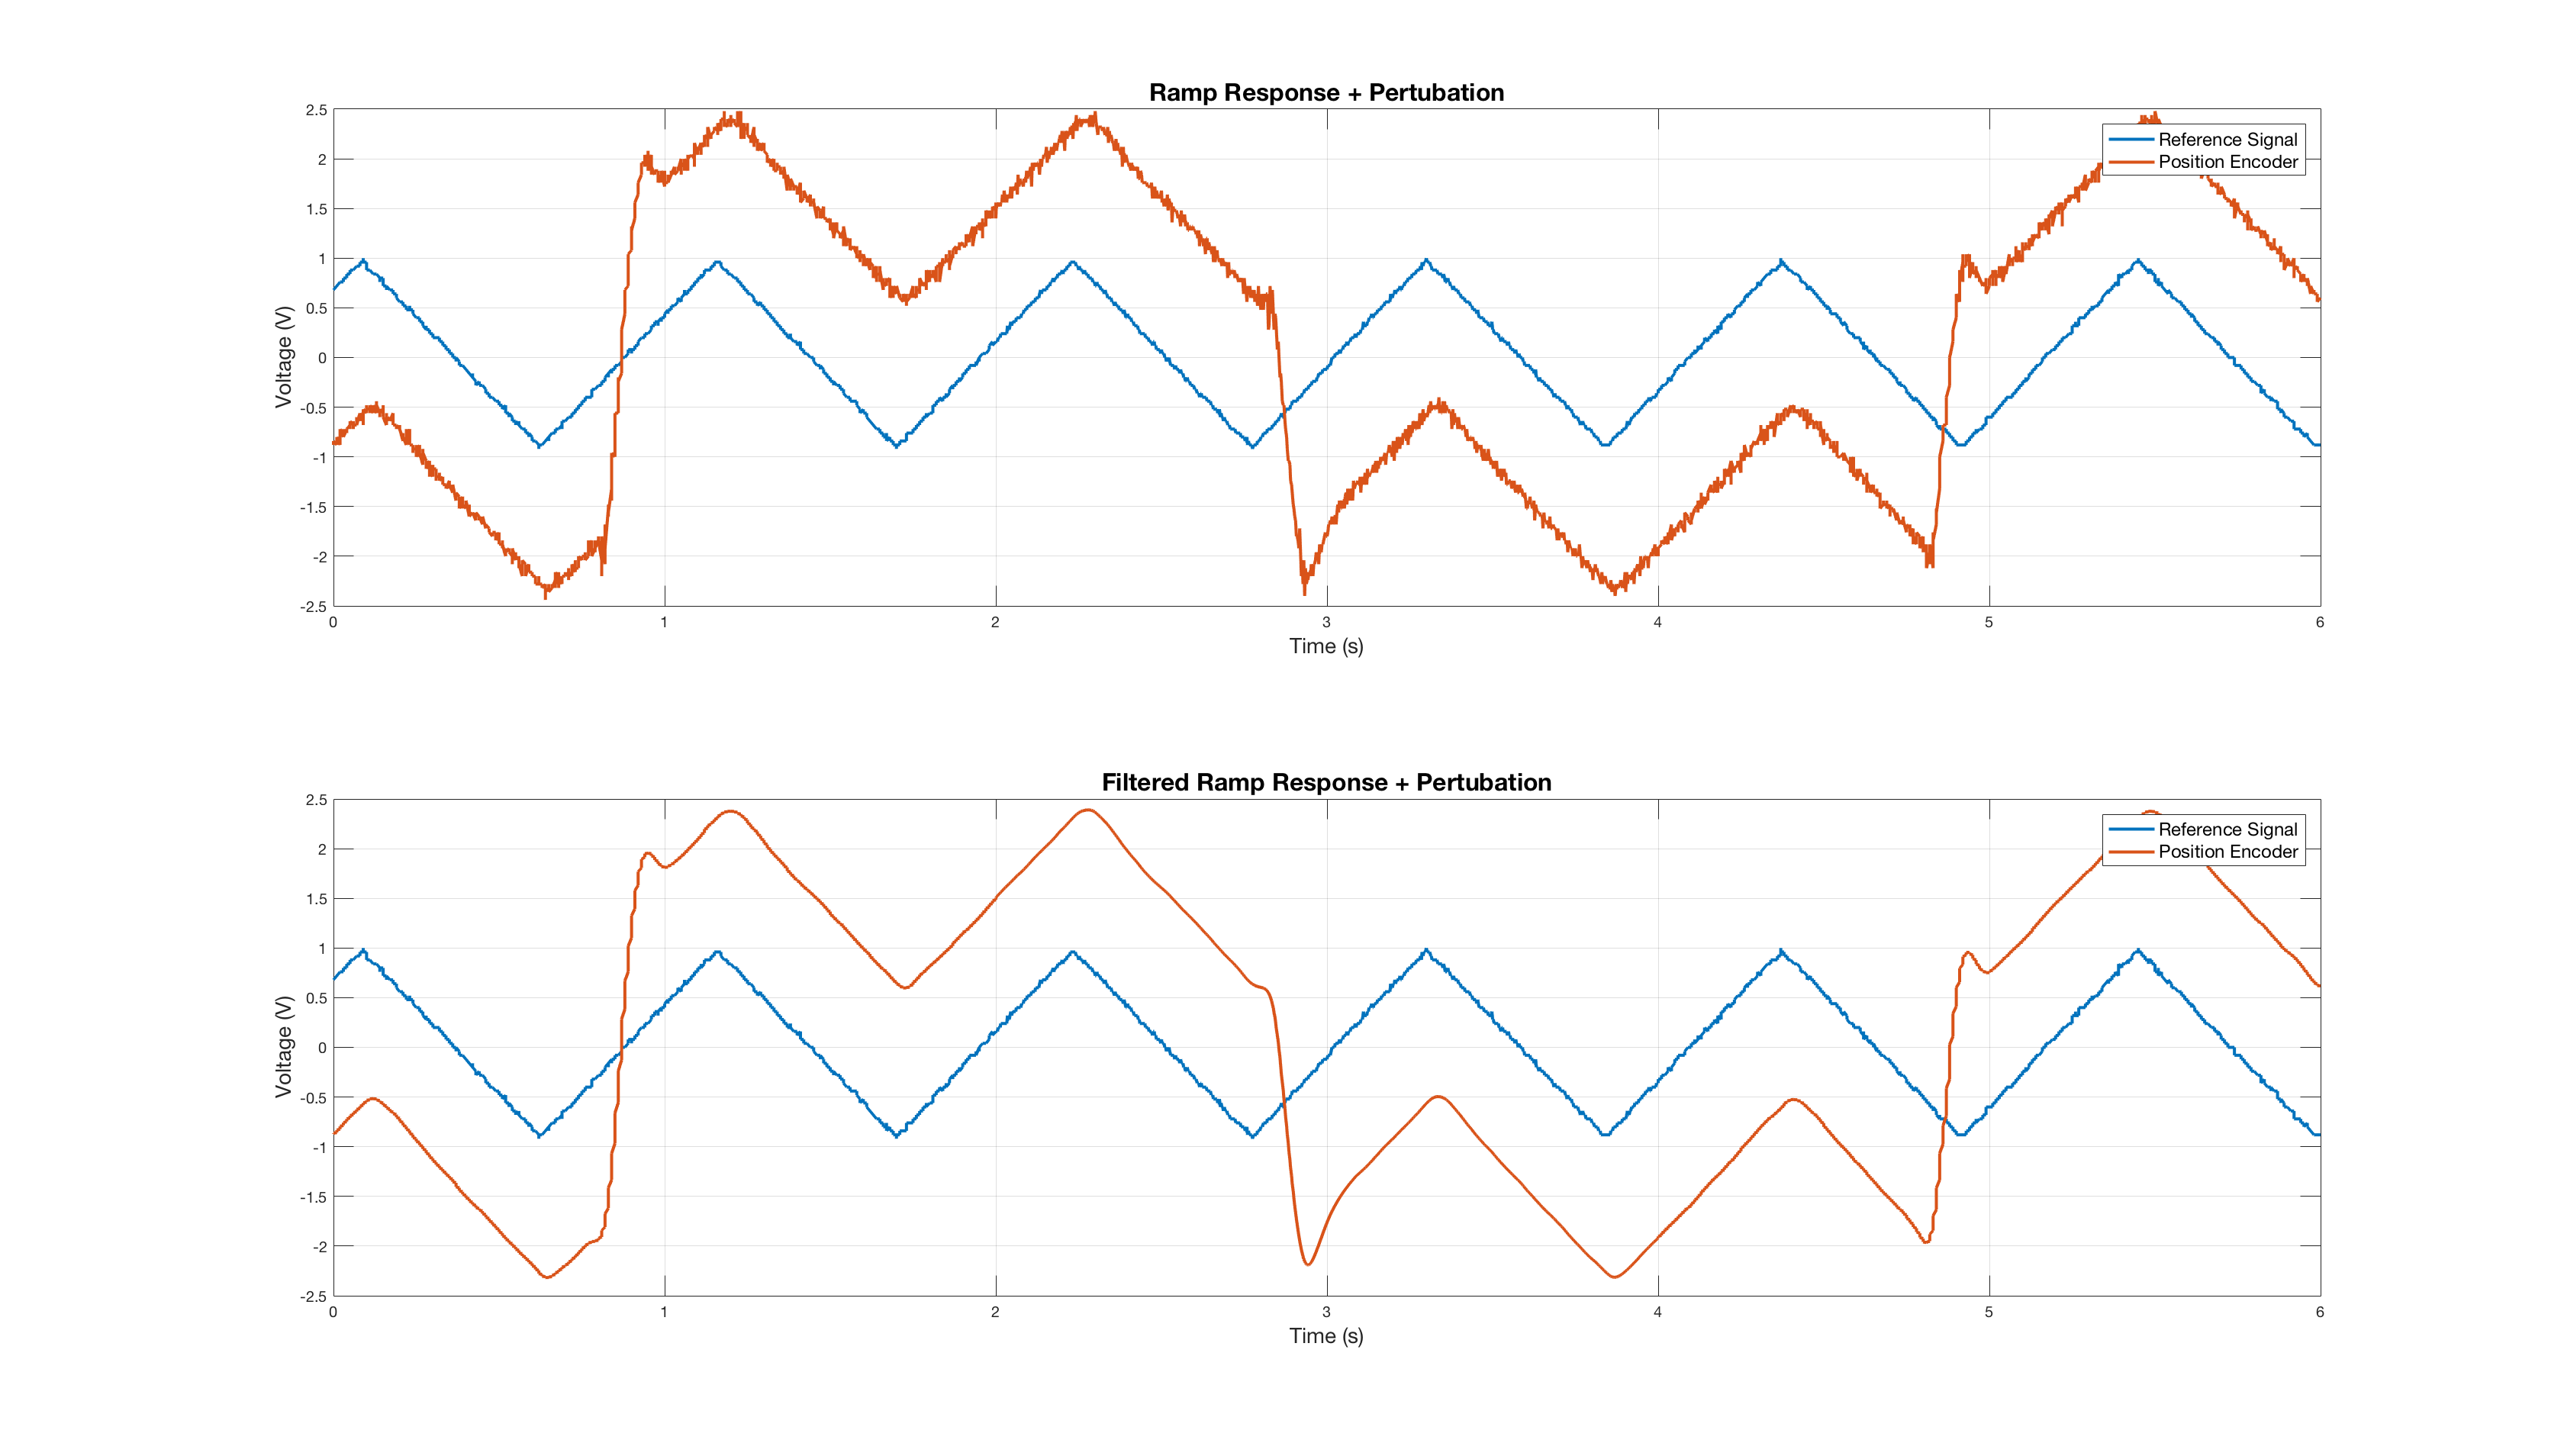 Ramp Response + Pertubation
2.5
2
1.5
1
0.5
0
-0.5
-1
-1.5
-2
-2.5
Voltage (V)
Reference Signal
Position Encoder
0 1 2 3 4 5 6
Time (s)
Filtered Ramp Response + Pertubation
2.5
2
1.5
1
0.5
0
-0.5
-1
-1.5
-2
-2.5
Voltage (V)
Reference Signal
Position Encoder
0 1 2 3 4 5 6
Time (s)